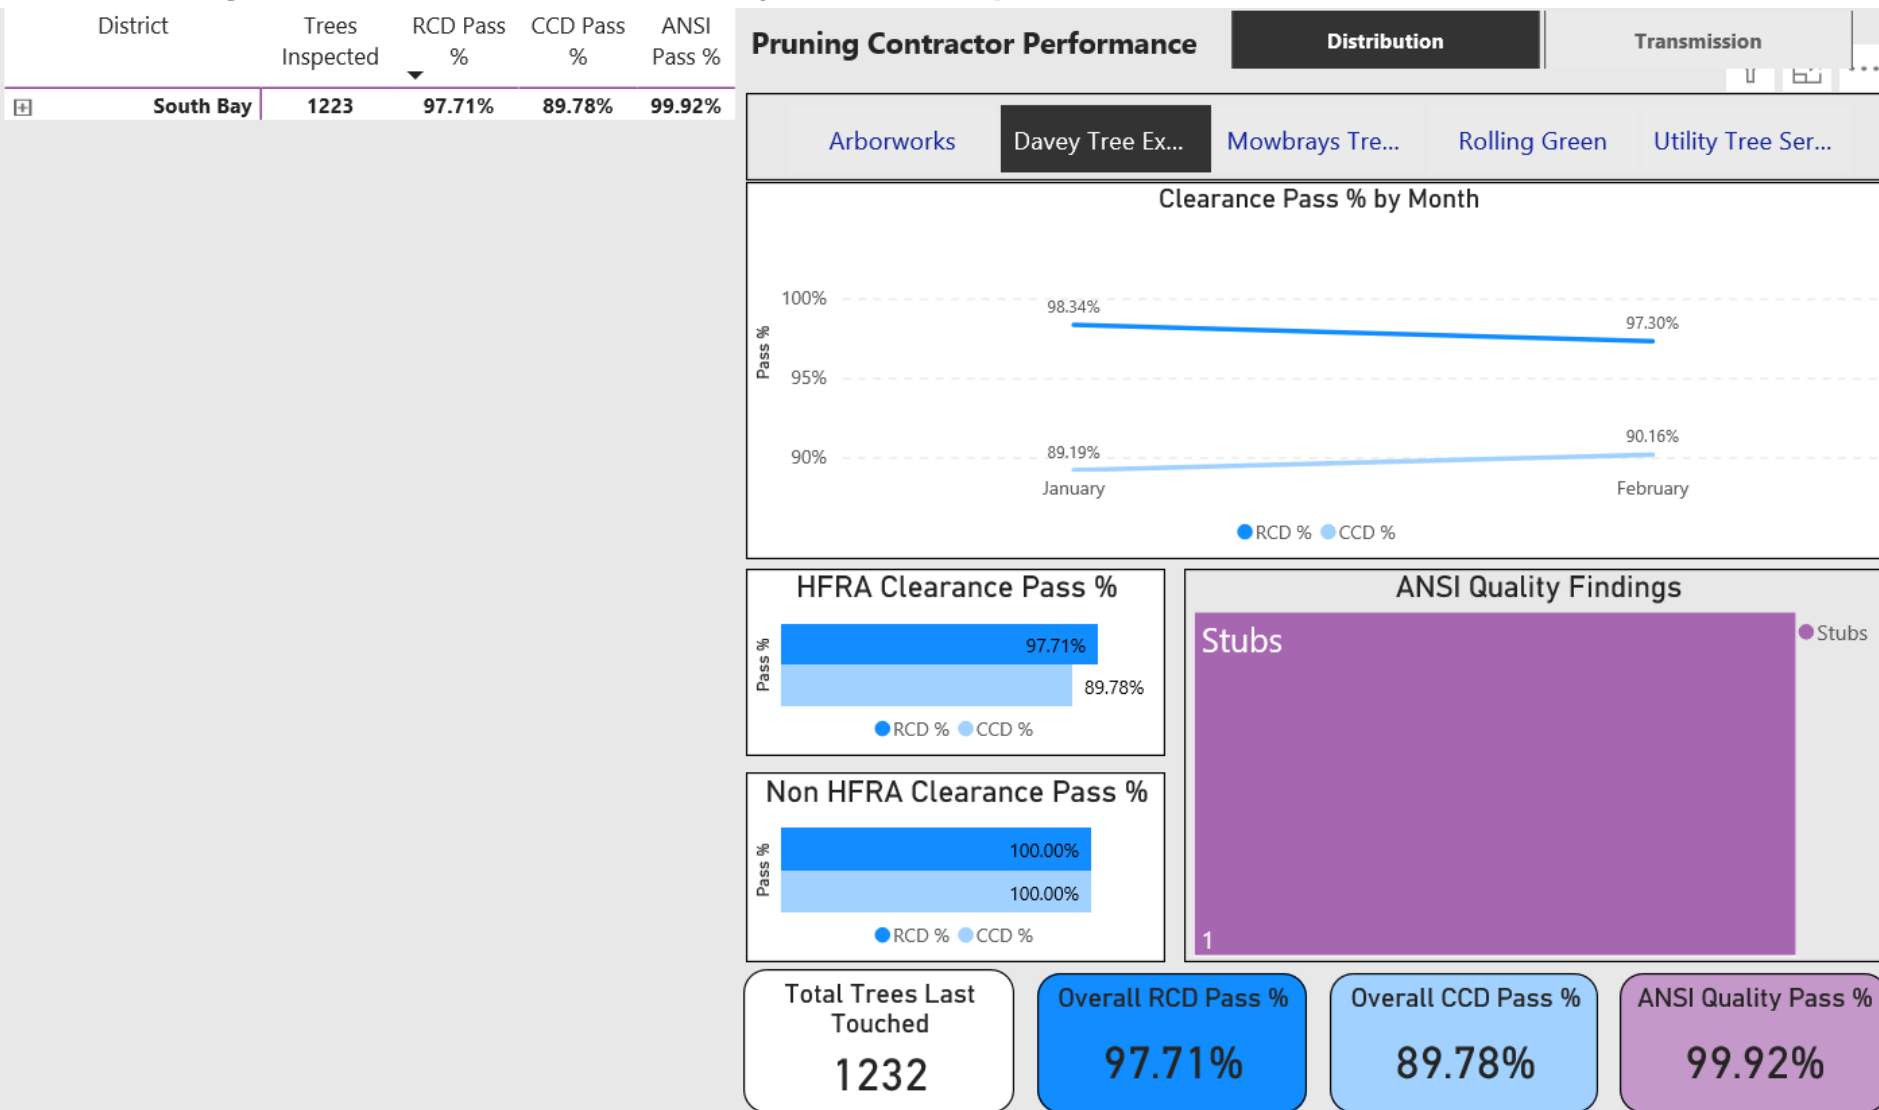 District
Trees Inspected
RCD Pass %
CCD Pass %
ANSI Pass %
South Bay 1223 97.71% 89.78% 99.92%
Pruning Contractor Performance
Distribution
Transmission
Arborworks
Davey Tree Ex...
Mowbrays Tre...
Rolling Green
Utility Tree Ser...
Clearance Pass % by Month
Pass %
100%
95%
90%
98.34%
97.30%
89.19%
90.16%
January
February
RCD % CCD %
HFRA Clearance Pass %
Pass %
97.71%
89.78%
RCD % CCD %
Non HFRA Clearance Pass %
Pass %
100.00%
100.00%
RCD % CCD %
ANSI Quality Findings
Stubs
1
Stubs
Total Trees Last
Touched
1232
Overall RCD Pass %
97.71%
Overall CCD Pass %
89.78%
ANSI Quality Pass %
99.92%